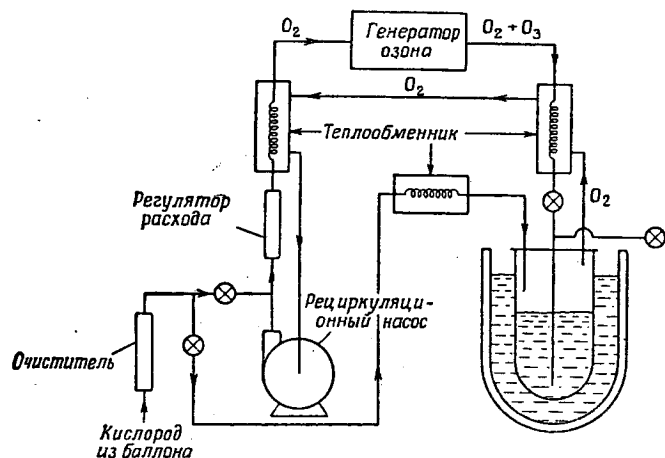 O₂
Генератор
озона
O₂ + O₃
O₂
Теплообменник
Регулятор
расхода
O₂
Рециркуляци-
онный насос
Очиститель
Кислород
из баллона